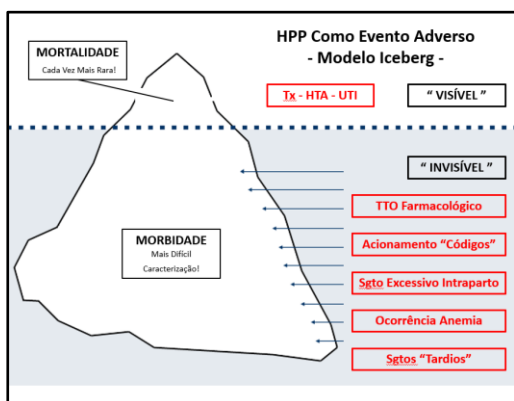 HPP Como Evento Adverso
- Modelo Iceberg -
MORTALIDADE
Cada Vez Mais Rara!
Tx - HTA - UTI
" VISÍVEL "
" INVISÍVEL "
TTO Farmacológico
MORBIDADE
Mais Difícil
Caracterização!
Acionamento "Códigos"
Sgto Excessivo Intraparto
Ocorrência Anemia
Sgtos "Tardios"